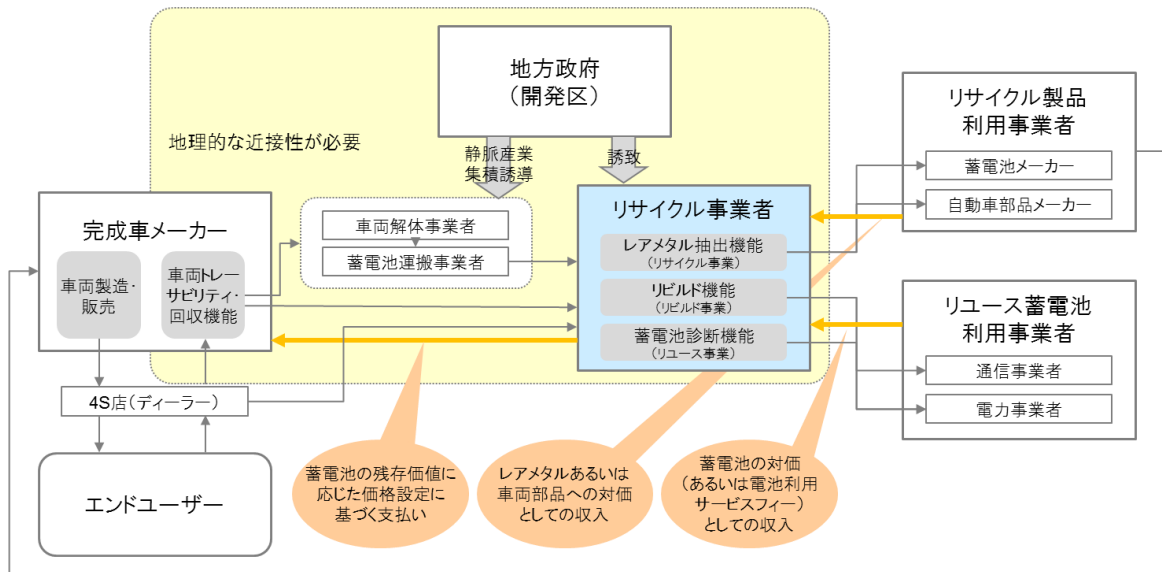 地方政府
（開発区）
地理的な近接性が必要
静脈産業
集積誘導
誘致
リサイクル製品
利用事業者
蓄電池メーカー
自動車部品メーカー
完成車メーカー
車両製造・
販売
車両トレー
サビリティ・
回収機能
車両解体事業者
蓄電池運搬事業者
リサイクル事業者
レアメタル抽出機能
（リサイクル事業）
リビルド機能
（リビルド事業）
蓄電池診断機能
（リユース事業）
リユース蓄電池
利用事業者
通信事業者
電力事業者
4S店（ディーラー）
エンドユーザー
蓄電池の残存価値に
応じた価格設定に
基づく支払い
レアメタルあるいは
車両部品への対価
としての収入
蓄電池の対価
（あるいは電池利用
サービスフィー）
としての収入